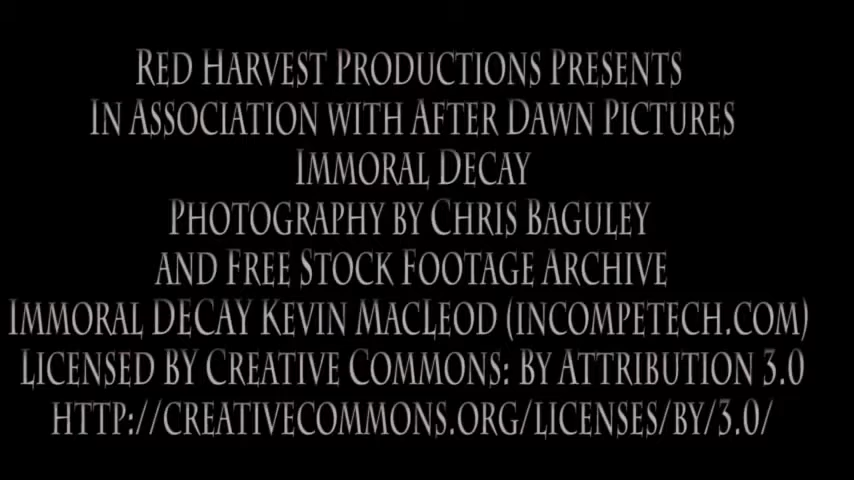 Red Harvest Productions Presents
In Association with After Dawn Pictures
Immoral Decay
Photography by Chris Baguley
and Free Stock Footage Archive
Immoral DECAY Kevin MacLeod (incompetech.com)
Licensed By Creative Commons: By Attribution 3.0
http://creativecommons.org/licenses/by/3.0/